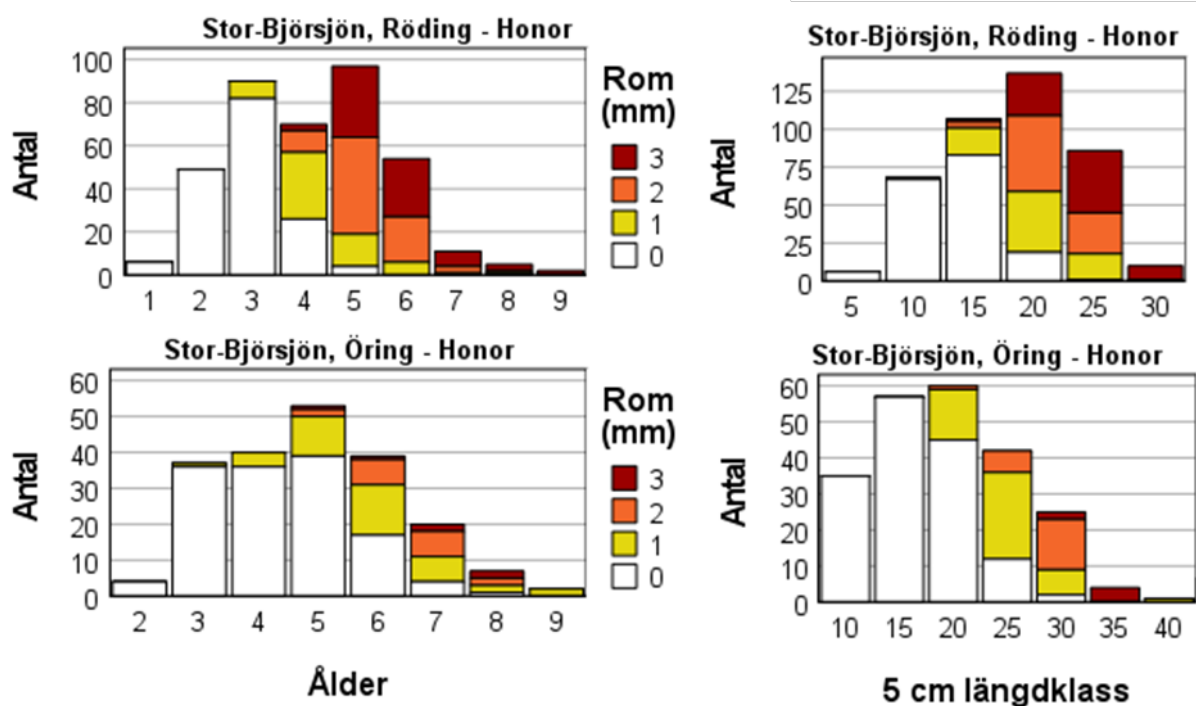 Stor-Björsjön, Röding - Honor
Antal
100
80
60
40
20
0
1 2 3 4 5 6 7 8 9
Rom
(mm)
3
2
1
0
Stor-Björsjön, Röding - Honor
Antal
125
100
75
50
25
0
5 10 15 20 25 30
Stor-Björsjön, Öring - Honor
Antal
60
50
40
30
20
10
0
2 3 4 5 6 7 8 9
Ålder
Rom
(mm)
3
2
1
0
Stor-Björsjön, Öring - Honor
Antal
60
50
40
30
20
10
0
10 15 20 25 30 35 40
5 cm längdklass